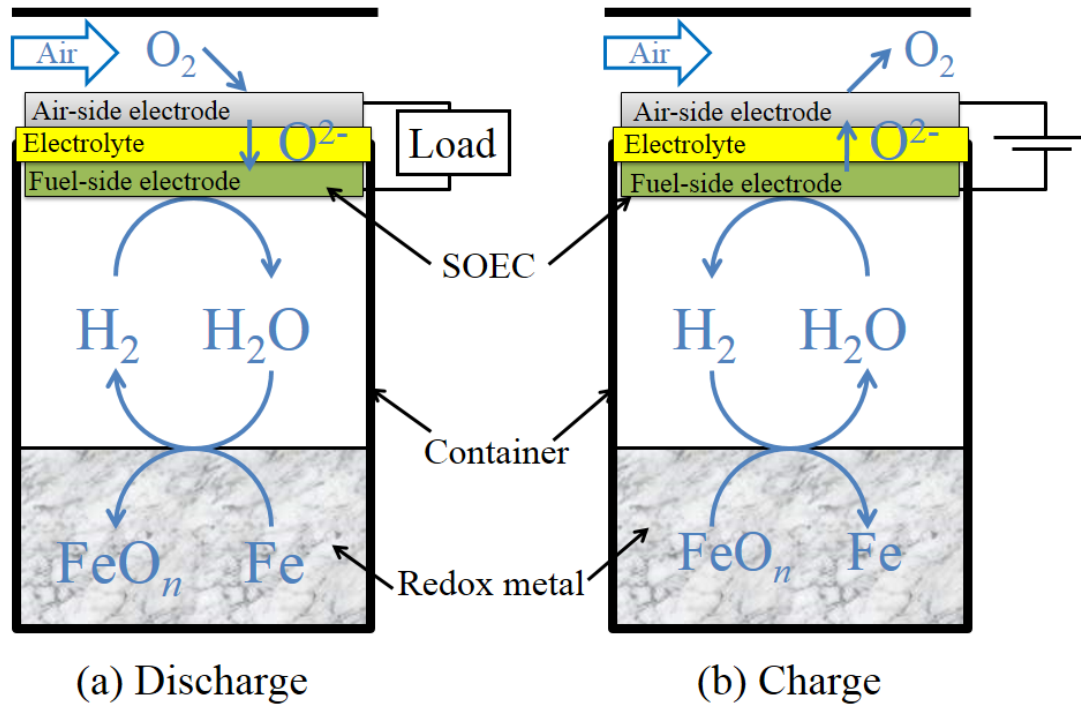 Air
O₂
Air-side electrode
Electrolyte
O²⁻
Fuel-side electrode
Load
H₂
H₂O
FeOₙ
Fe
(a) Discharge
SOEC
Container
Redox metal
Air
O₂
Air-side electrode
Electrolyte
O²⁻
Fuel-side electrode
H₂
H₂O
FeOₙ
Fe
(b) Charge